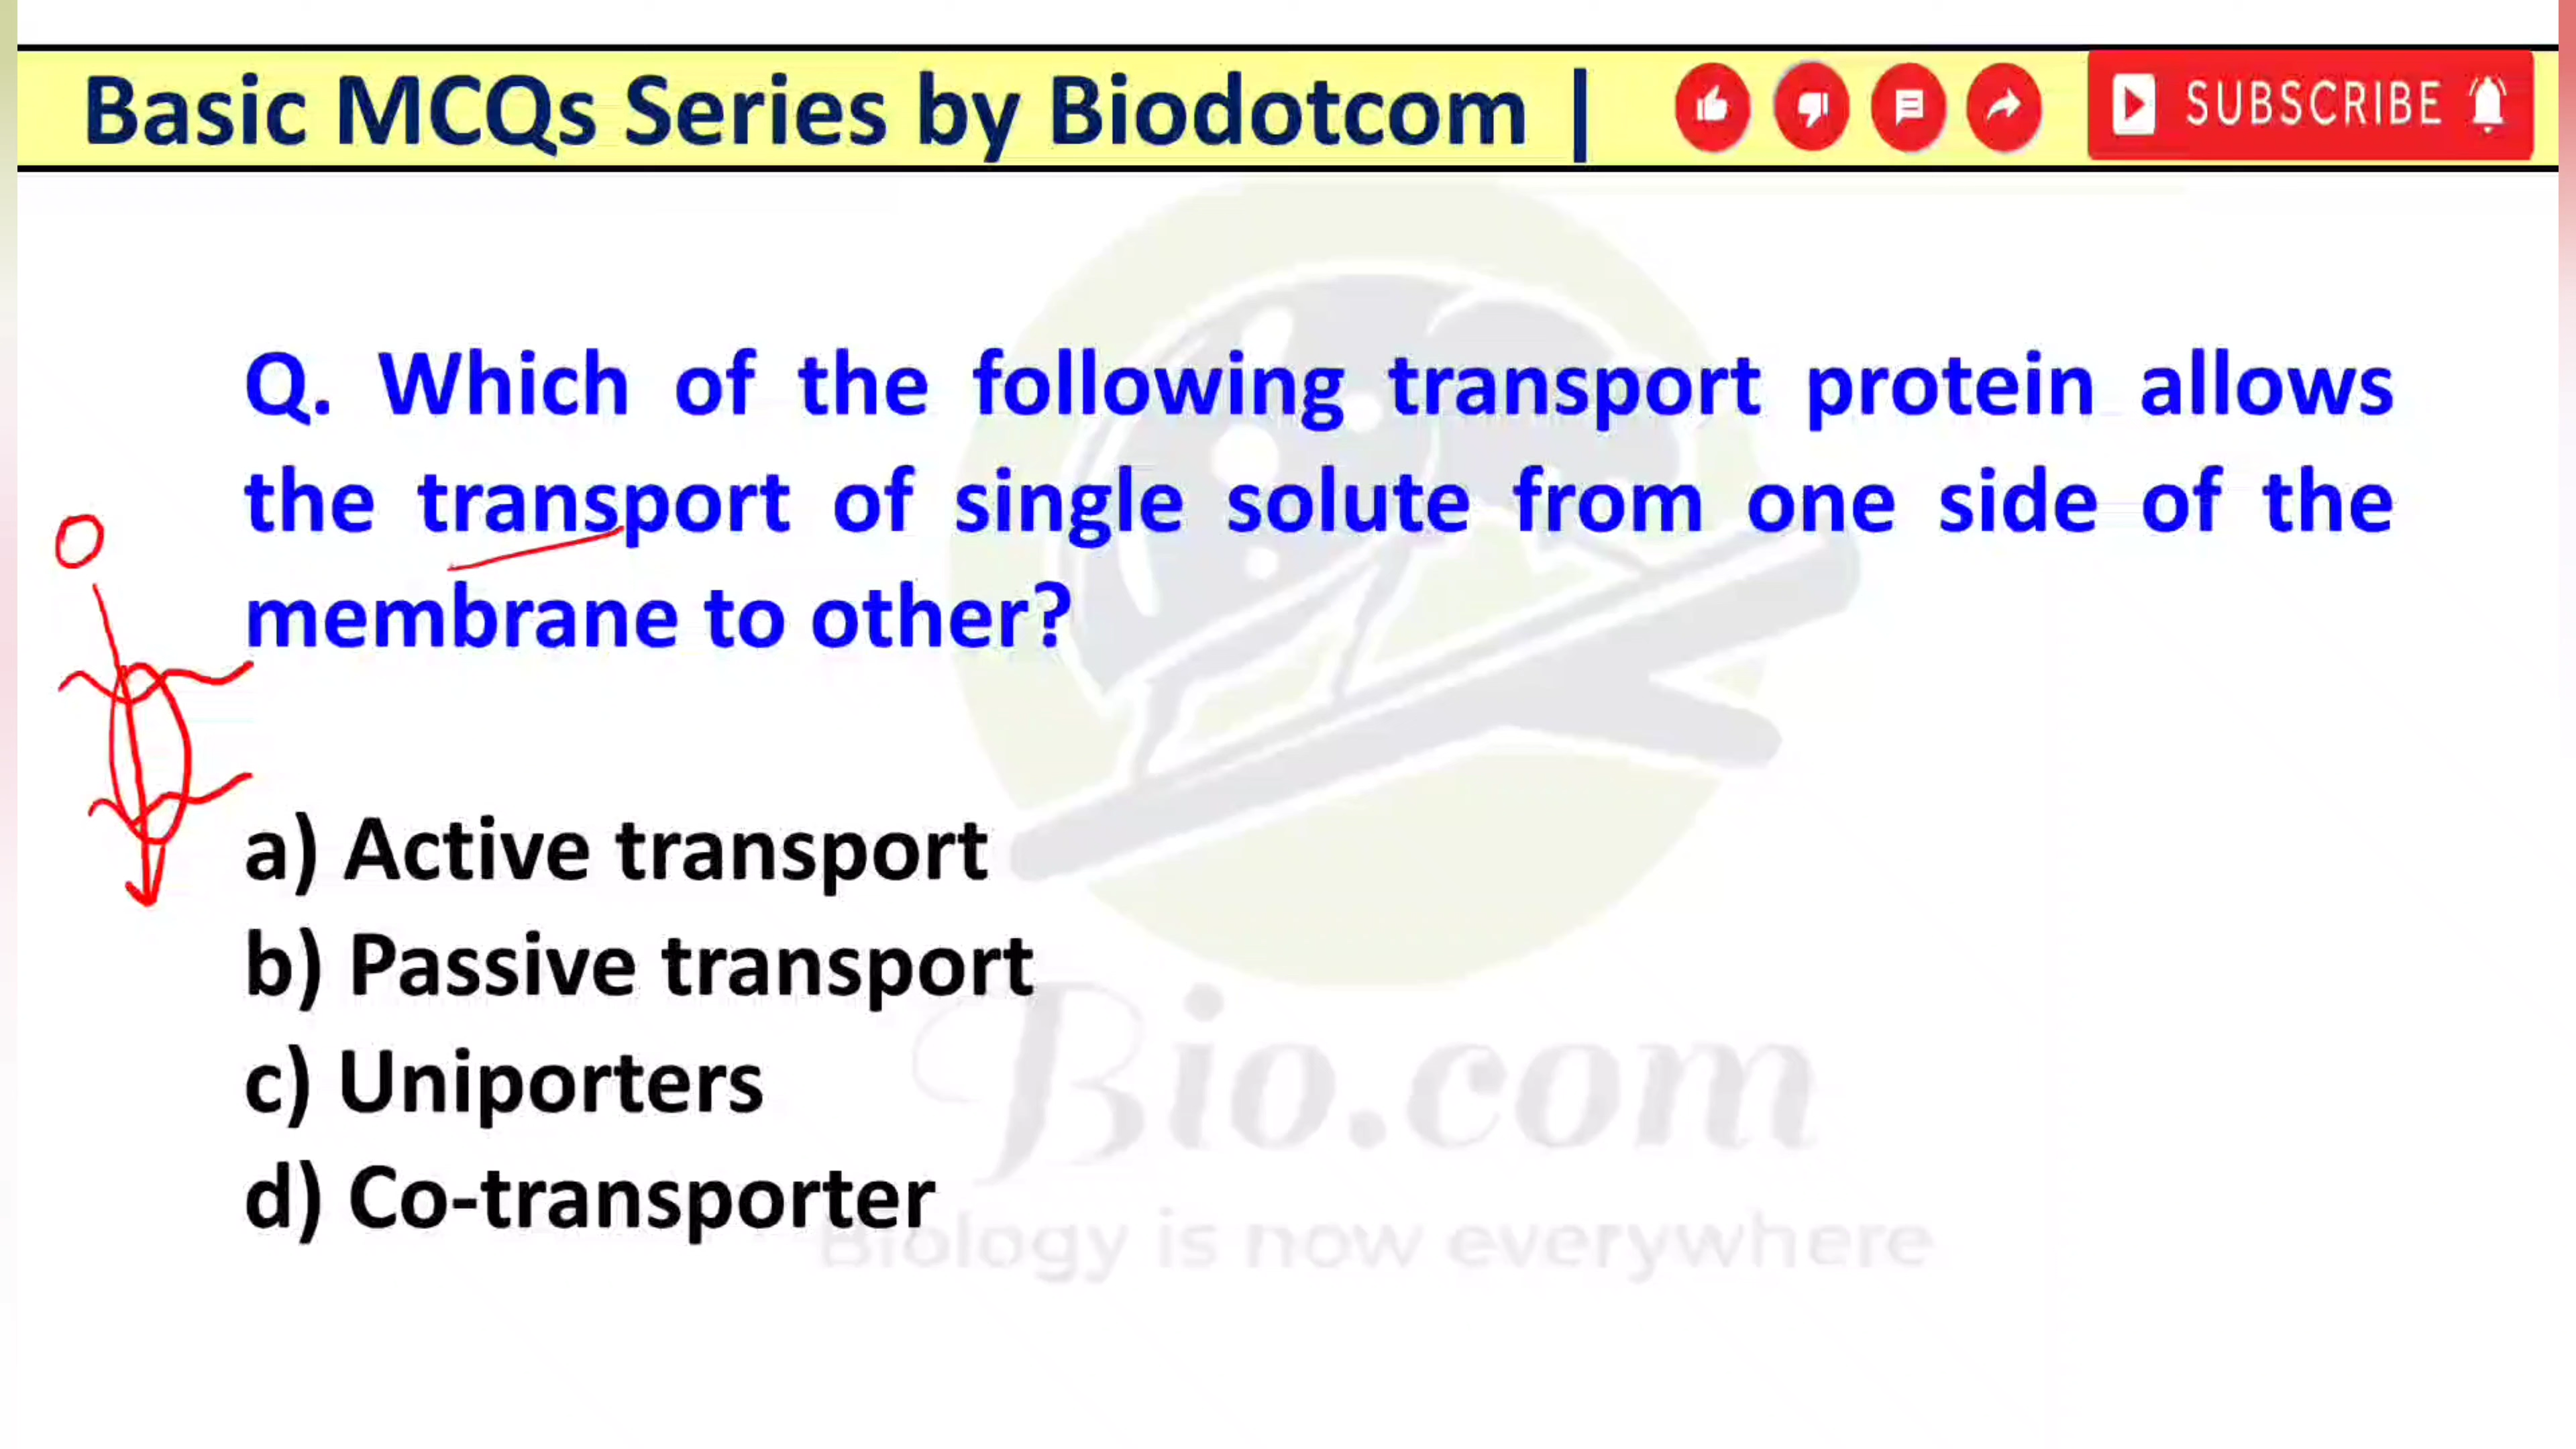 Basic MCQs Series by Biodotcom |
SUBSCRIBE
Q. Which of the following transport protein allows
the transport of single solute from one side of the
membrane to other?
a) Active transport
b) Passive transport
c) Uniporters
d) Co-transporter
Bio.com
Biology is now everywhere